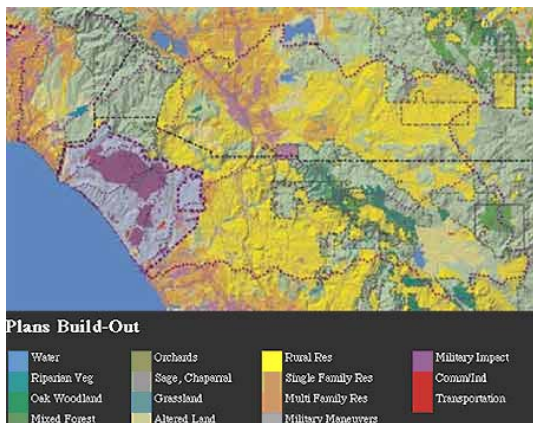 Plans Build-Out
Water
Riparian Veg
Oak Woodland
Mixed Forest
Orchards
Sage, Chaparral
Grassland
Altered Land
Rural Res
Single Family Res
Multi Family Res
Military Maneuvers
Military Impact
Comm/Ind
Transportation